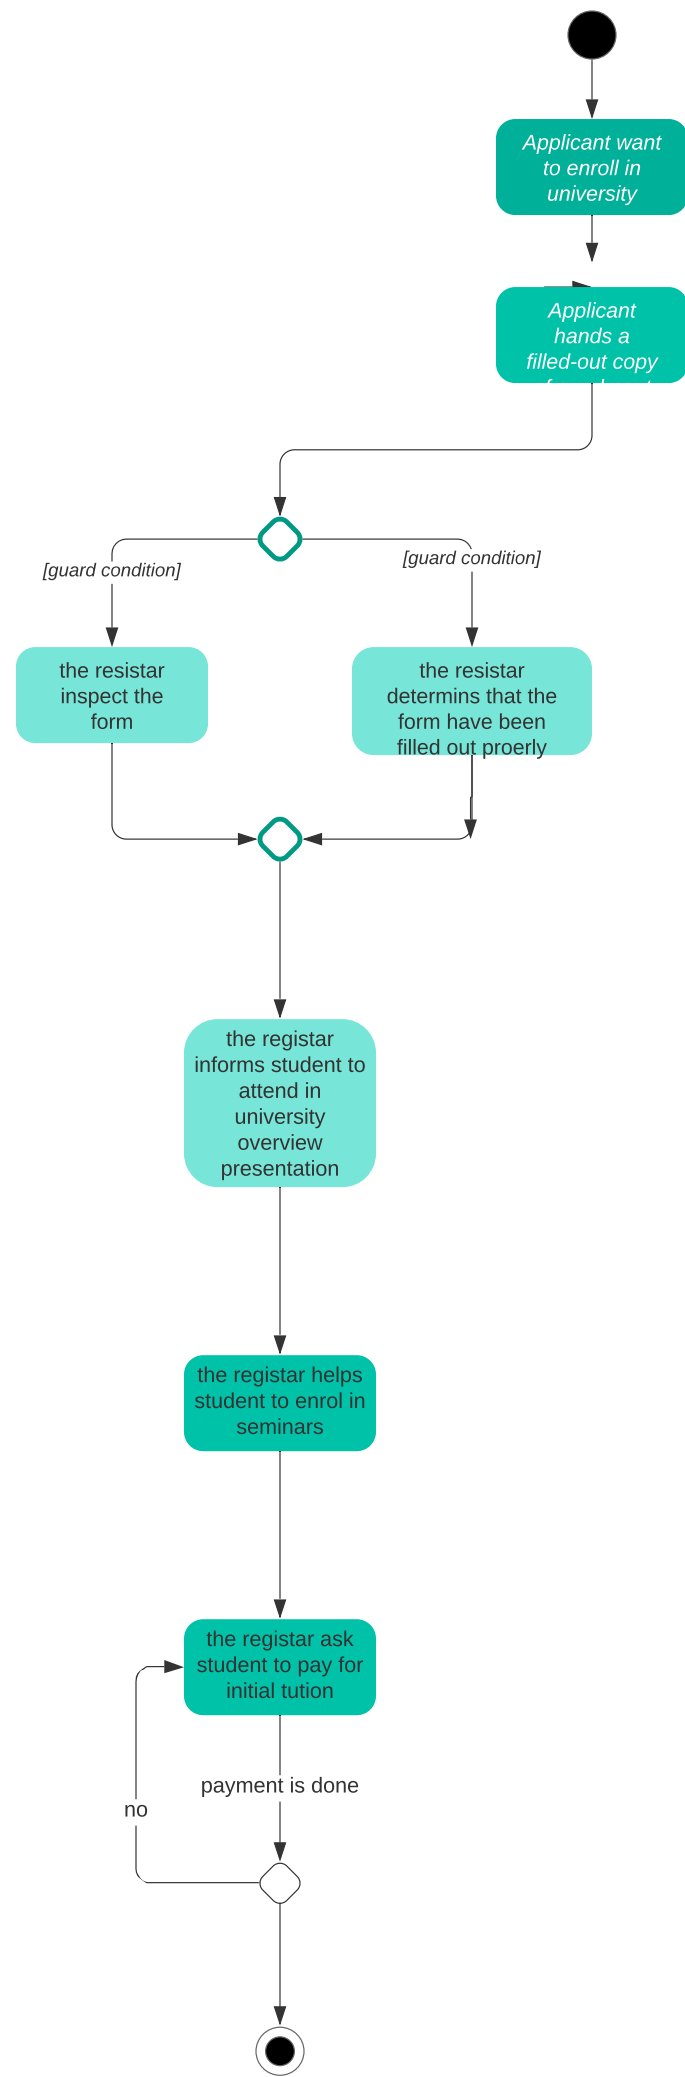 Applicant want
to enroll in
university
Applicant
hands a
filled-out copy
[guard condition]
[guard condition]
the resistar
inspect the
form
the resistar
determins that the
form have been
filled out proerly
the registar
informs student to
attend in
university
overview
presentation
the registar helps
student to enrol in
seminars
the registar ask
student to pay for
initial tution
payment is done
no